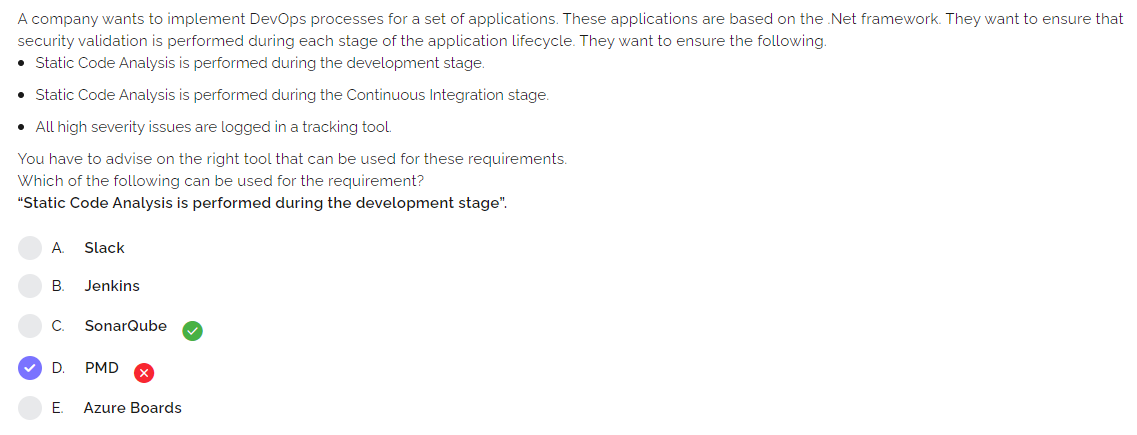 A company wants to implement DevOps processes for a set of applications. These applications are based on the .Net framework. They want to ensure that
security validation is performed during each stage of the application lifecycle. They want to ensure the following.
• Static Code Analysis is performed during the development stage.
• Static Code Analysis is performed during the Continuous Integration stage.
• All high severity issues are logged in a tracking tool.
You have to advise on the right tool that can be used for these requirements.
Which of the following can be used for the requirement?
“Static Code Analysis is performed during the development stage”.
A. Slack
B. Jenkins
C. SonarQube
D. PMD
E. Azure Boards